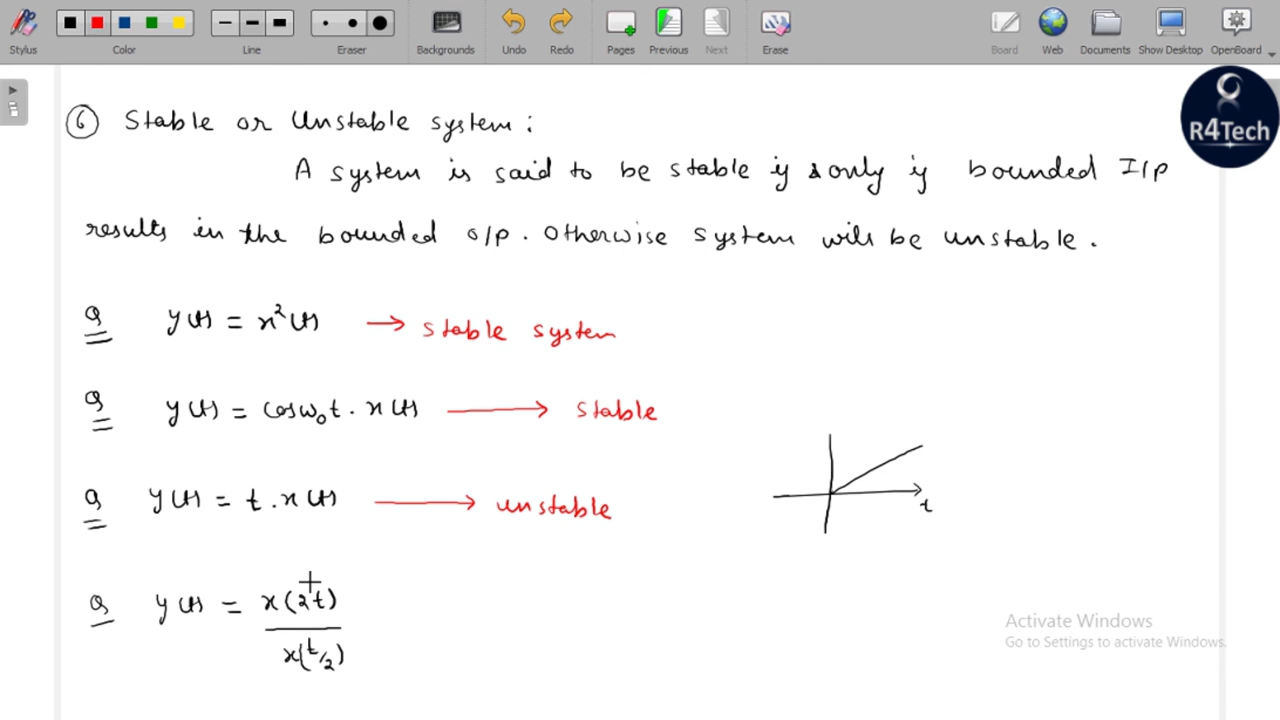 Stylus
Color
Line
Eraser
Backgrounds
Undo
Redo
Pages
Previous
Next
Erase
Board
Web
Documents
Show Desktop
OpenBoard
R4Tech
⑥ Stable or Unstable system :
A system is said to be stable if & only if bounded I/p
results in the bounded o/p. Otherwise system will be unstable.
Q y(t) = x²(t) → stable system
Q y(t) = cosω₀t . x(t) → stable
Q y(t) = t . x(t) → unstable
t
Q y(t) = x(2t) / x(t/2)
Activate Windows
Go to Settings to activate Windows.